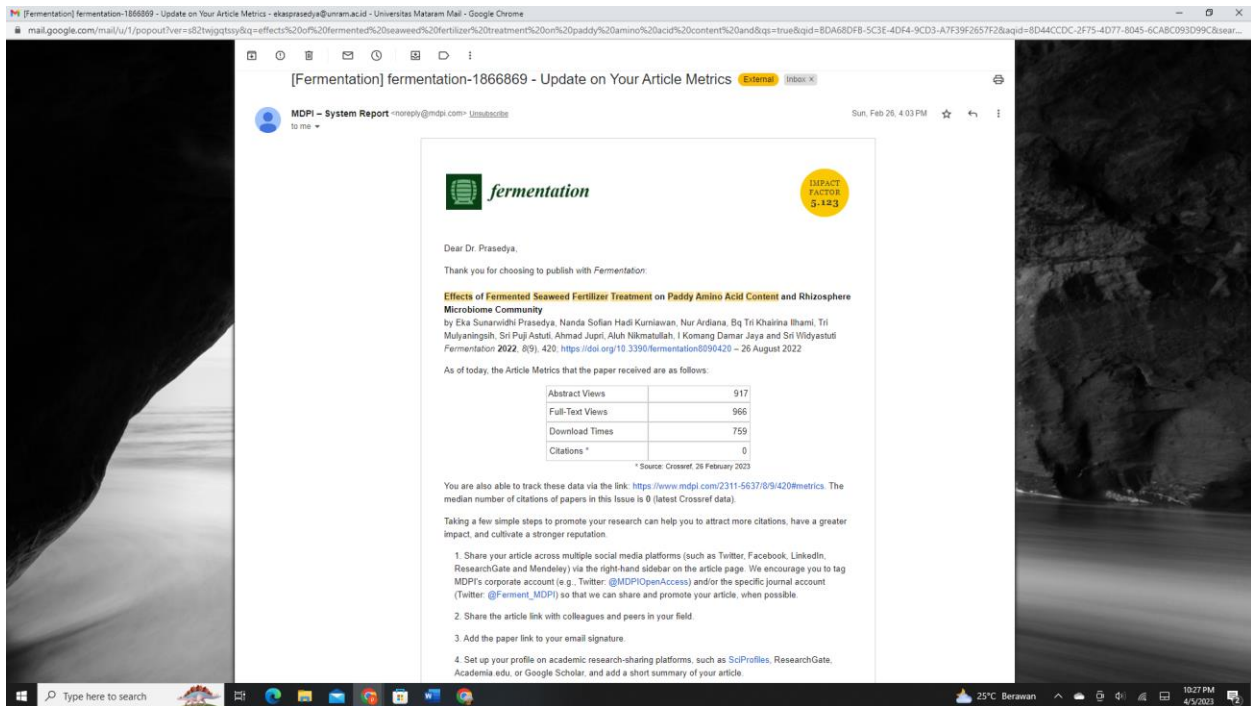 [Fermentation] fermentation-1866869 - Update on Your Article Metrics - ekasprasedya@unram.ac.id - Universitas Mataram Mail - Google Chrome
[Fermentation] fermentation-1866869 - Update on Your Article Metrics External Inbox ×
MDPI – System Report <noreply@mdpi.com> Unsubscribe
Sun, Feb 26, 4:03 PM
to me
fermentation
IMPACT
FACTOR
5.123
Dear Dr. Prasedya,
Thank you for choosing to publish with Fermentation:
Effects of Fermented Seaweed Fertilizer Treatment on Paddy Amino Acid Content and Rhizosphere
Microbiome Community
by Eka Sunarwidhi Prasedya, Nanda Sofian Hadi Kurniawan, Nur Ardiana, Bq Tri Khairina Ilhami, Tri
Mulyaningsih, Sri Puji Astuti, Ahmad Jupri, Aluh Nikmatullah, I Komang Damar Jaya and Sri Widyastuti
Fermentation 2022, 8(9), 420; https://doi.org/10.3390/fermentation8090420 – 26 August 2022
As of today, the Article Metrics that the paper received are as follows:
Abstract Views 917
Full-Text Views 966
Download Times 759
Citations * 0
* Source: Crossref, 26 February 2023
You are also able to track these data via the link: https://www.mdpi.com/2311-5637/8/9/420#metrics. The
median number of citations of papers in this Issue is 0 (latest Crossref data).
Taking a few simple steps to promote your research can help you to attract more citations, have a greater
impact, and cultivate a stronger reputation.
1. Share your article across multiple social media platforms (such as Twitter, Facebook, LinkedIn,
ResearchGate and Mendeley) via the right-hand sidebar on the article page. We encourage you to tag
MDPI's corporate account (e.g., Twitter: @MDPIOpenAccess) and/or the specific journal account
(Twitter: @Ferment_MDPI) so that we can share and promote your article, when possible.
2. Share the article link with colleagues and peers in your field.
3. Add the paper link to your email signature.
4. Set up your profile on academic research-sharing platforms, such as SciProfiles, ResearchGate,
Academia.edu, or Google Scholar, and add a short summary of your article.
Type here to search
25°C Berawan
10:27 PM
4/5/2023